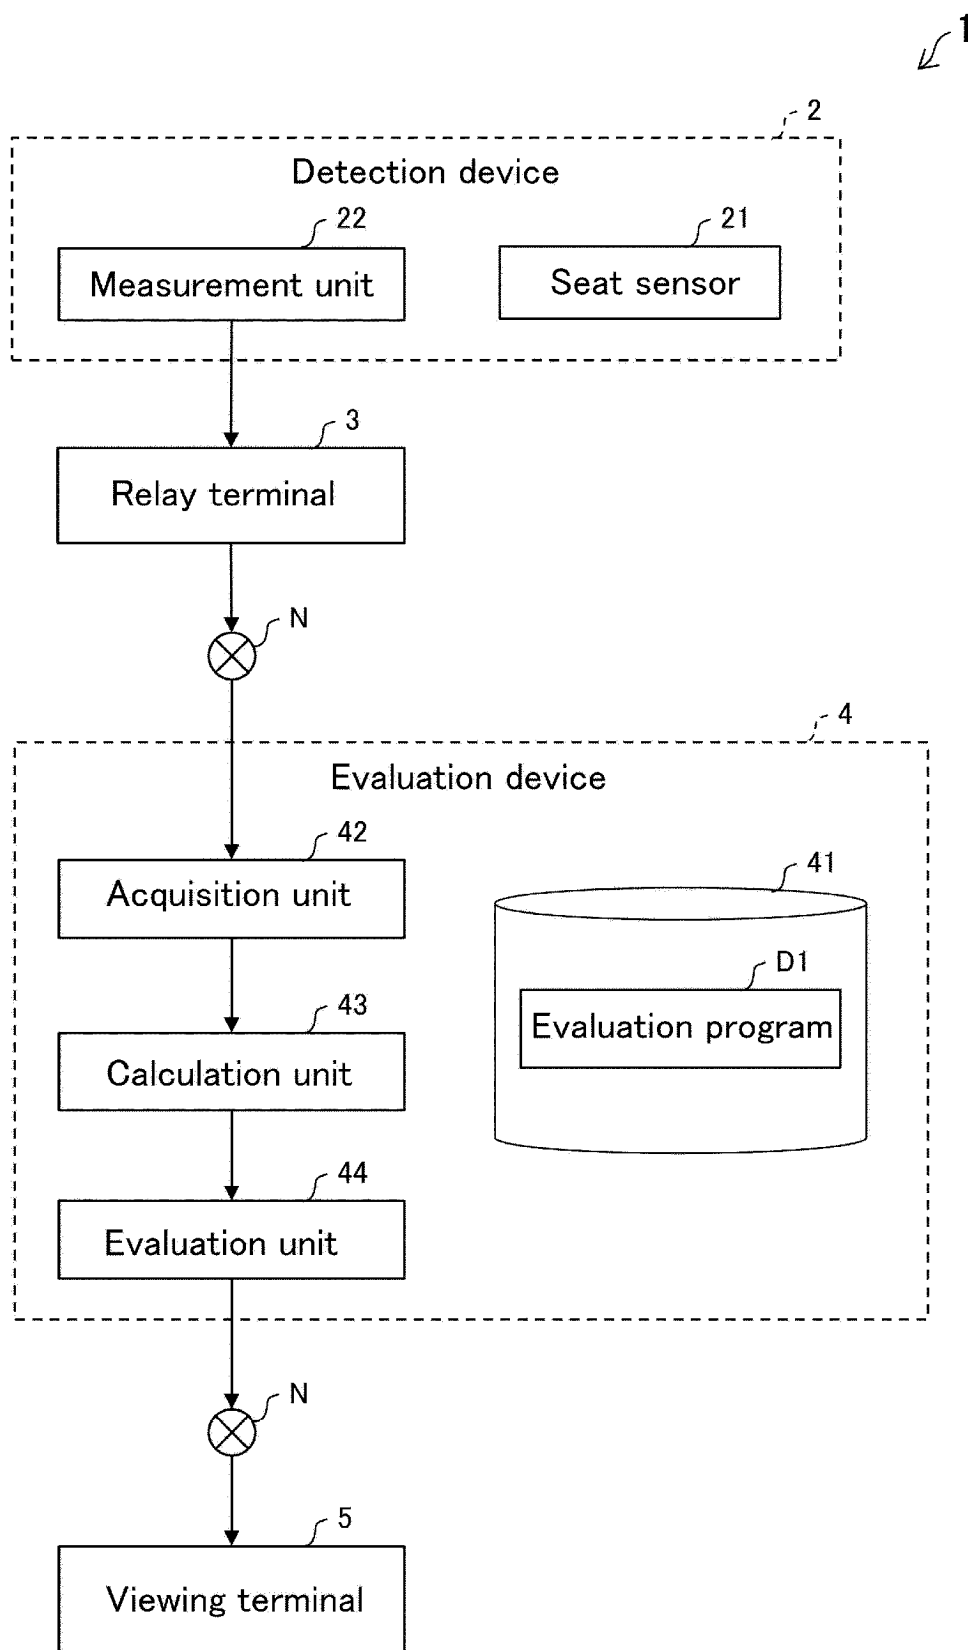 1
2
Detection device
22
21
Measurement unit
Seat sensor
3
Relay terminal
N
4
Evaluation device
42
Acquisition unit
41
D1
Evaluation program
43
Calculation unit
44
Evaluation unit
N
5
Viewing terminal